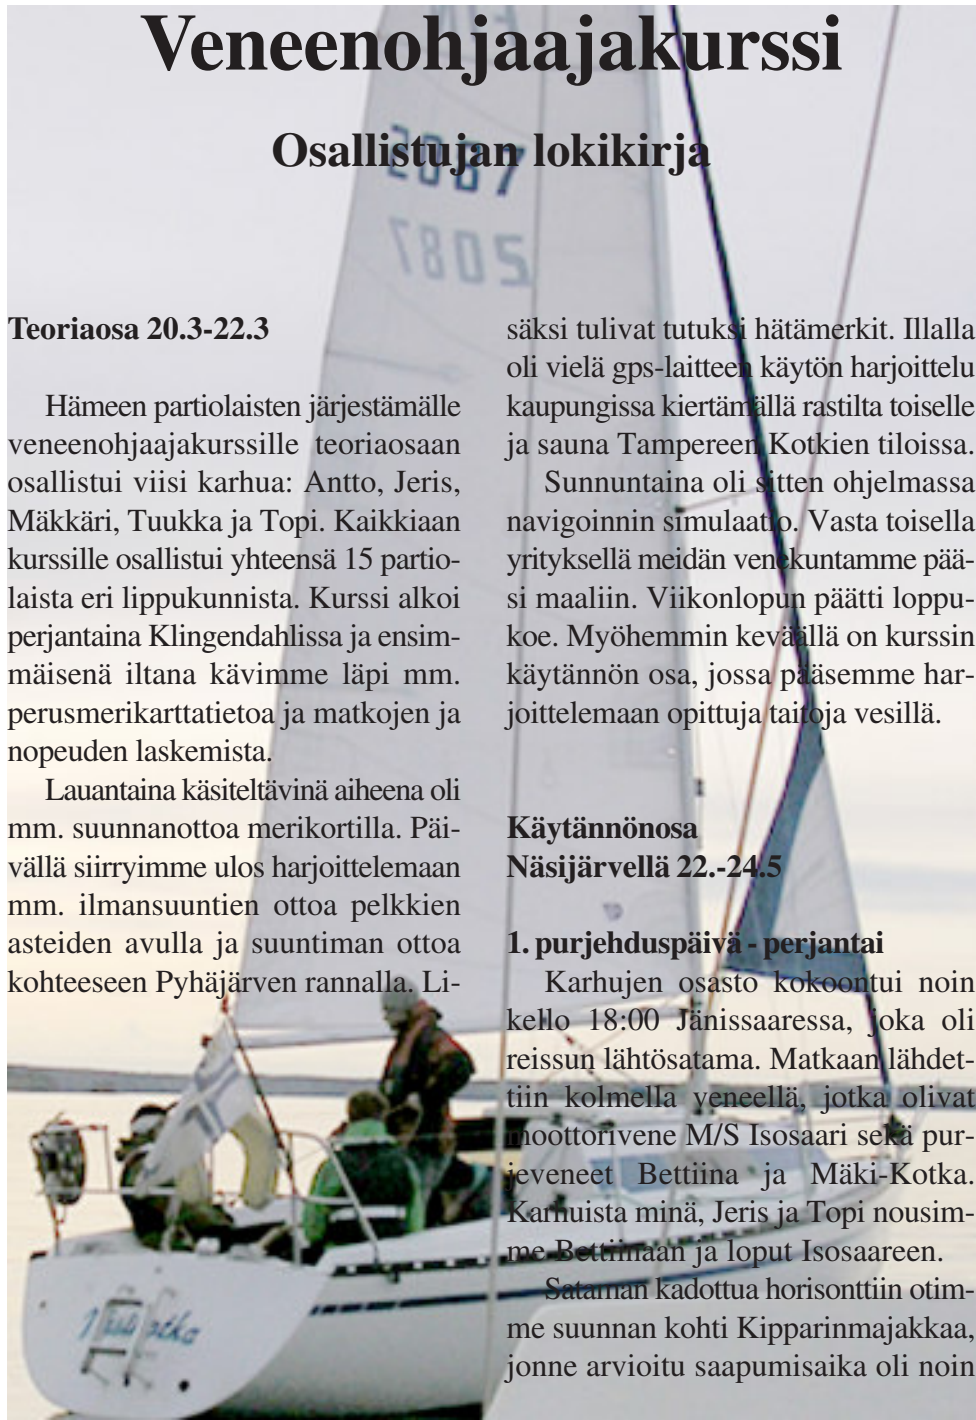 Veneenohjaajakurssi
Osallistujan lokikirja
2087
7805
Teoriaosa 20.3-22.3
Hämeen partiolaisten järjestämälle
veneenohjaajakurssille teoriaosaan
osallistui viisi karhua: Antto, Jeris,
Mäkkäri, Tuukka ja Topi. Kaikkiaan
kurssille osallistui yhteensä 15 partio-
laista eri lippukunnista. Kurssi alkoi
perjantaina Klingendahlissa ja ensim-
mäisenä iltana kävimme läpi mm.
perusmerikarttatietoa ja matkojen ja
nopeuden laskemista.
Lauantaina käsiteltävinä aiheena oli
mm. suunnanottoa merikortilla. Päi-
vällä siirryimme ulos harjoittelemaan
mm. ilmansuuntien ottoa pelkkien
asteiden avulla ja suuntiman ottoa
kohteeseen Pyhäjärven rannalla. Li-
säksi tulivat tutuksi hätämerkit. Illalla
oli vielä gps-laitteen käytön harjoittelu
kaupungissa kiertämällä rastilta toiselle
ja sauna Tampereen Kotkien tiloissa.
Sunnuntaina oli sitten ohjelmassa
navigoinnin simulaatio. Vasta toisella
yrityksellä meidän venekuntamme pää-
si maaliin. Viikonlopun päätti loppu-
koe. Myöhemmin keväällä on kurssin
käytännön osa, jossa pääsemme har-
joittelemaan opittuja taitoja vesillä.
Käytännönosa
Näsijärvellä 22.-24.5
1. purjehduspäivä - perjantai
Karhujen osasto kokoontui noin
kello 18:00 Jänissaaressa, joka oli
reissun lähtösatama. Matkaan lähdet-
tiin kolmella veneellä, jotka olivat
moottorivene M/S Isosaari sekä pur-
jeveneet Bettiina ja Mäki-Kotka.
Karhuista minä, Jeris ja Topi nousim-
me Bettiinaan ja loput Isosaareen.
Sataman kadottua horisonttiin otim-
me suunnan kohti Kipparinmajakkaa,
jonne arvioitu saapumisaika oli noin